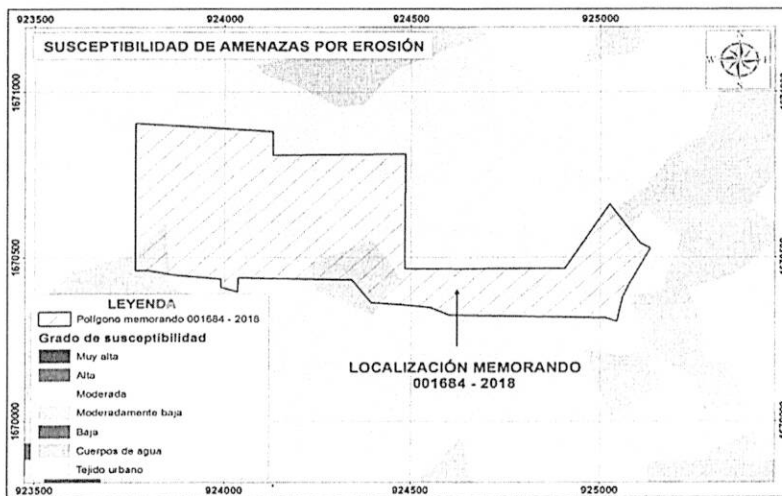 923500 924000 924500 925000
SUSCEPTIBILIDAD DE AMENAZAS POR EROSIÓN
N
W
1671000
1670500
1670000
LEYENDA
Polígono memorando 001684 - 2018
Grado de susceptibilidad
Muy alta
Alta
Moderada
Moderadamente baja
Baja
Cuerpos de agua
Tejido urbano
LOCALIZACIÓN MEMORANDO
001684 - 2018
923500 924000 924500 925000